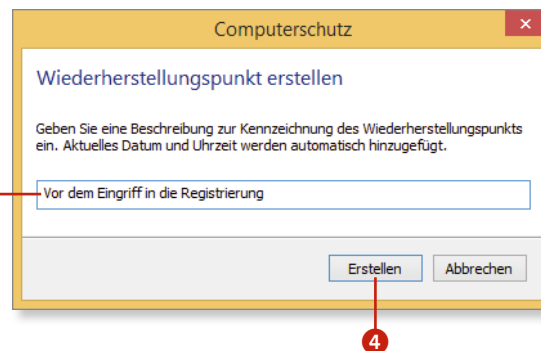 Computerschutz
Wiederherstellungspunkt erstellen
Geben Sie eine Beschreibung zur Kennzeichnung des Wiederherstellungspunkts
ein. Aktuelles Datum und Uhrzeit werden automatisch hinzugefügt.
Vor dem Eingriff in die Registrierung
Erstellen Abbrechen
4